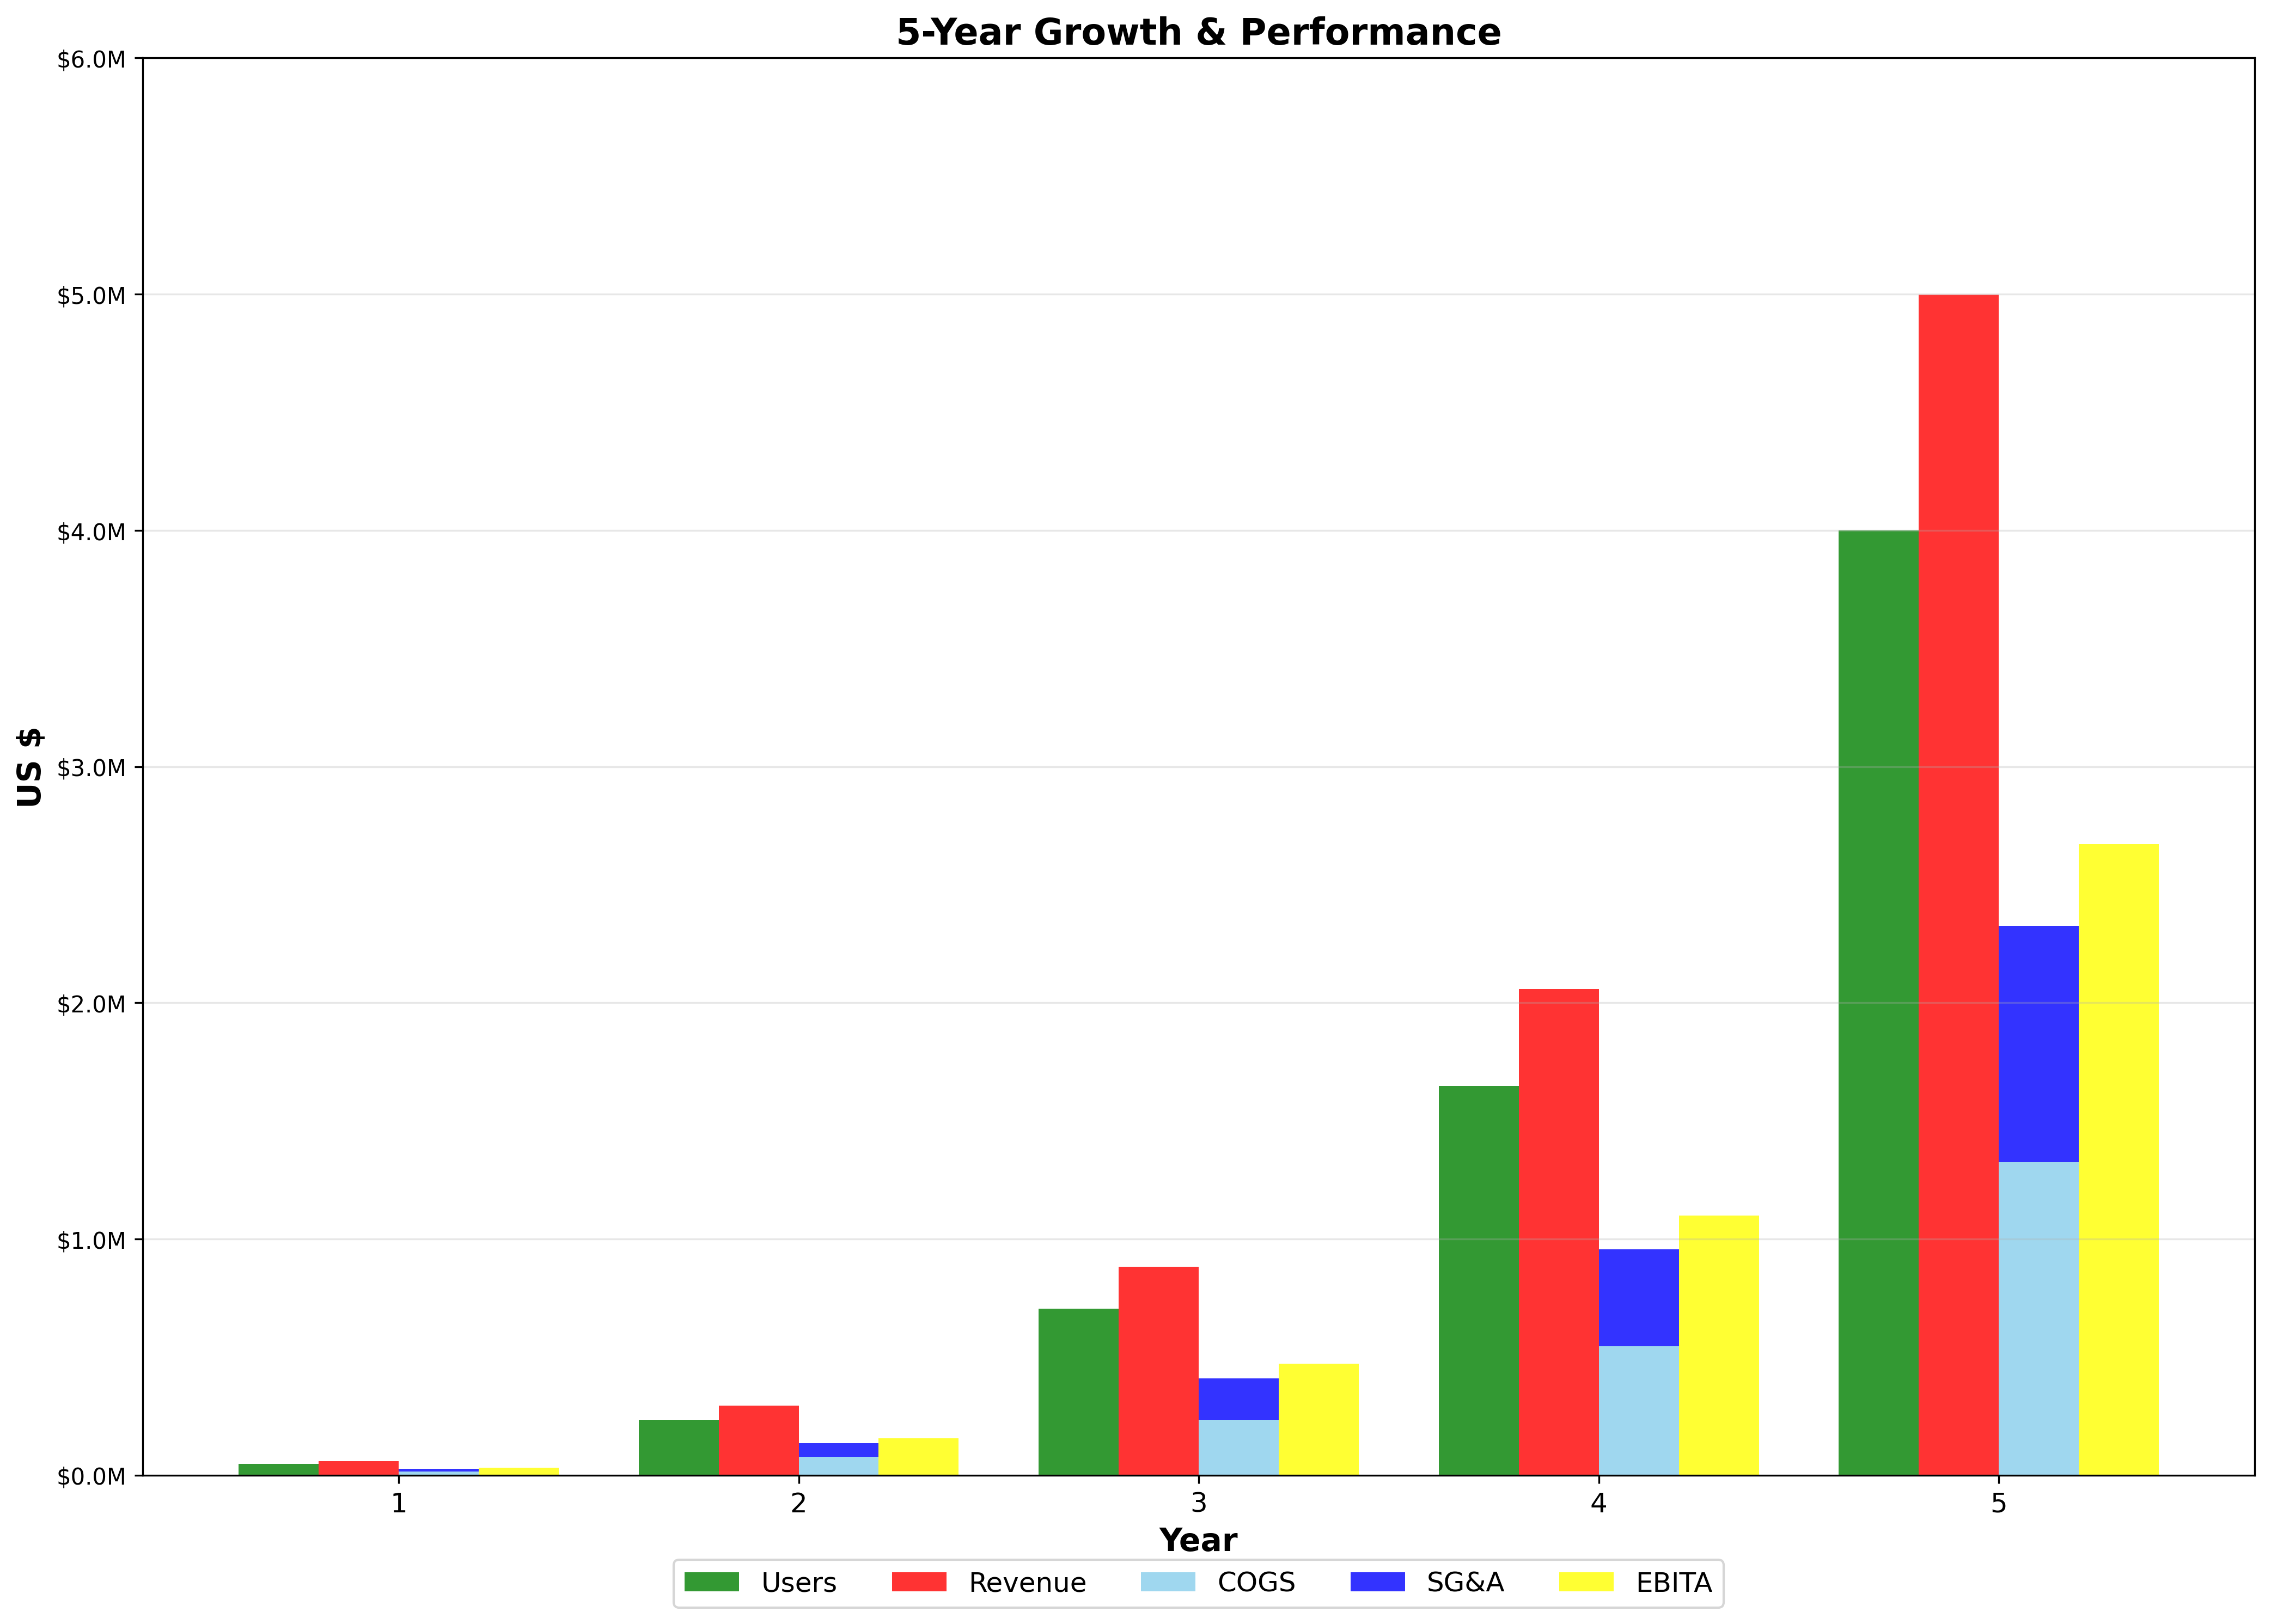 5-Year Growth & Performance
$6.0M
$5.0M
$4.0M
$3.0M
$2.0M
$1.0M
$0.0M
US $
1 2 3 4 5
Year
Users Revenue COGS SG&A EBITA